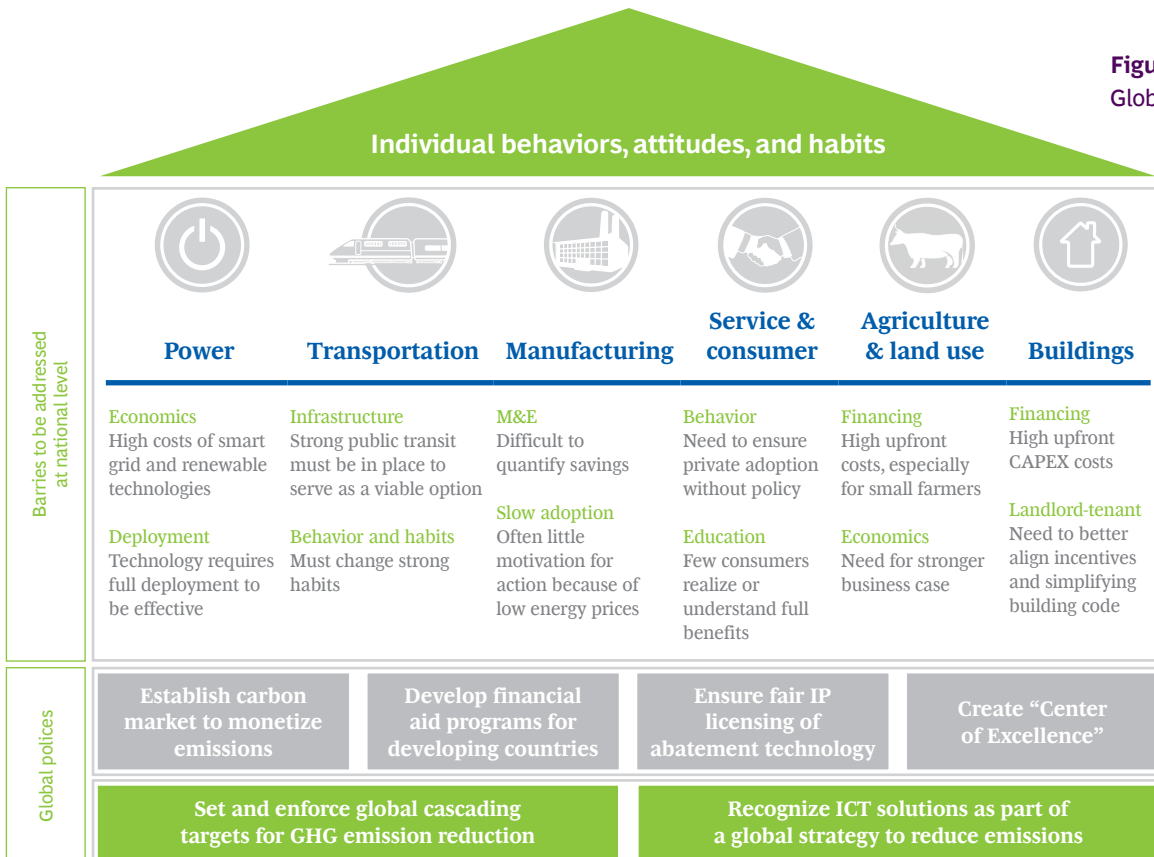 Figu
Glob
Individual behaviors, attitudes, and habits
Barries to be addressed
at national level
Power
Transportation
Manufacturing
Service &
consumer
Agriculture
& land use
Buildings
Economics
High costs of smart
grid and renewable
technologies
Deployment
Technology requires
full deployment to
be effective
Infrastructure
Strong public transit
must be in place to
serve as a viable option
Behavior and habits
Must change strong
habits
M&E
Difficult to
quantify savings
Slow adoption
Often little
motivation for
action because of
low energy prices
Behavior
Need to ensure
private adoption
without policy
Education
Few consumers
realize or
understand full
benefits
Financing
High upfront
costs, especially
for small farmers
Economics
Need for stronger
business case
Financing
High upfront
CAPEX costs
Landlord-tenant
Need to better
align incentives
and simplifying
building code
Global polices
Establish carbon
market to monetize
emissions
Develop financial
aid programs for
developing countries
Ensure fair IP
licensing of
abatement technology
Create “Center
of Excellence”
Set and enforce global cascading
targets for GHG emission reduction
Recognize ICT solutions as part of
a global strategy to reduce emissions